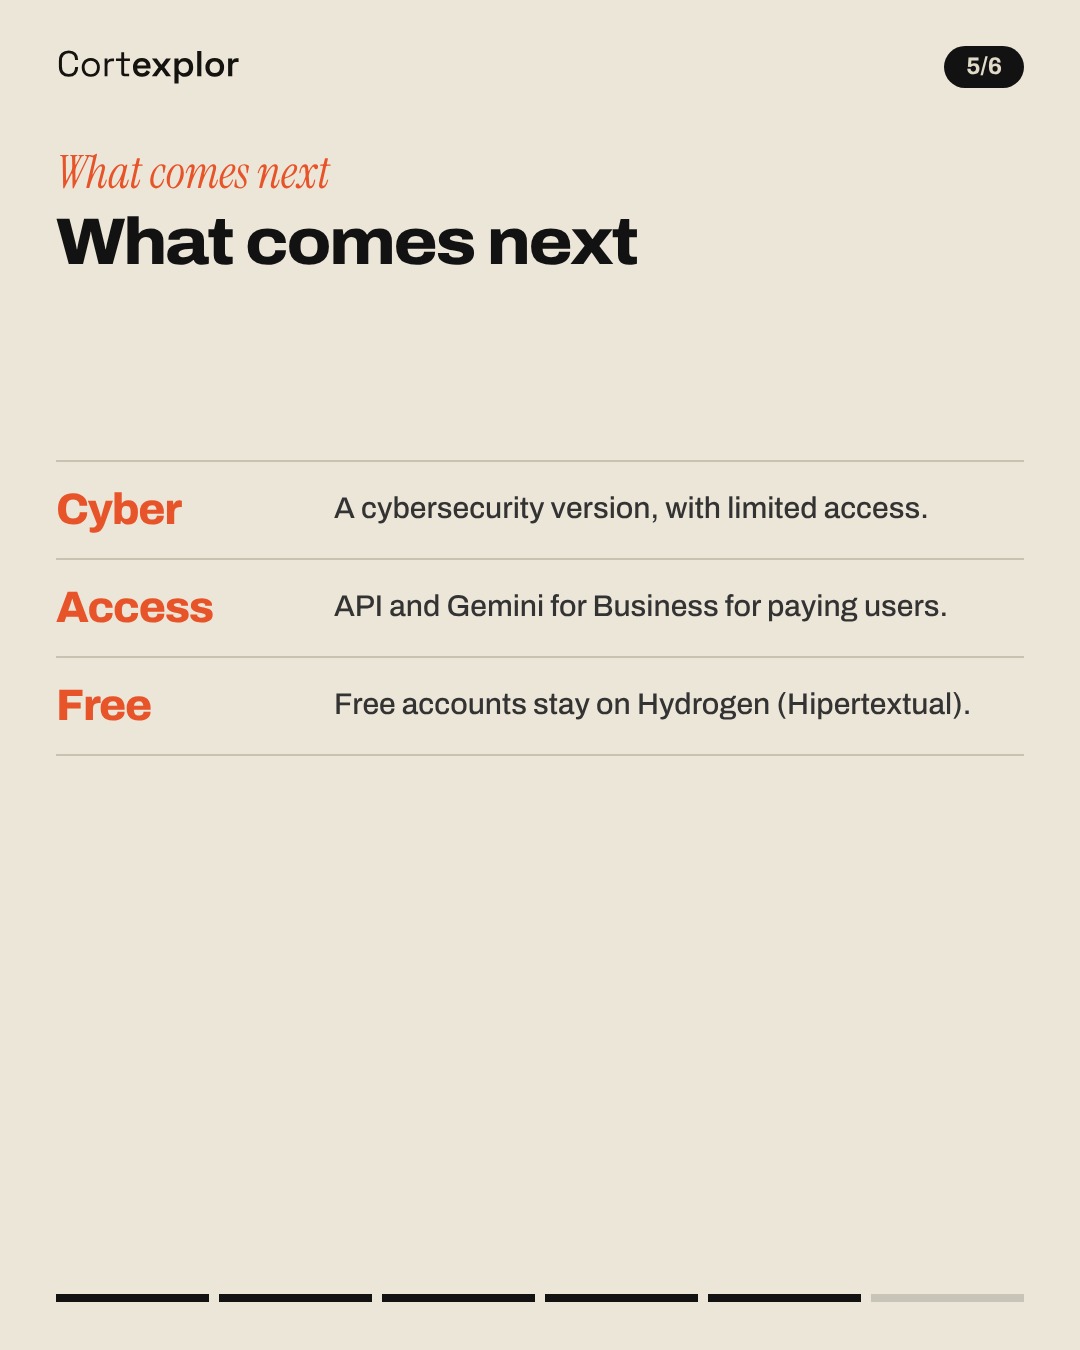 Cortexplor
5/6
What comes next
What comes next
Cyber
A cybersecurity version, with limited access.
Access
API and Gemini for Business for paying users.
Free
Free accounts stay on Hydrogen (Hipertextual).